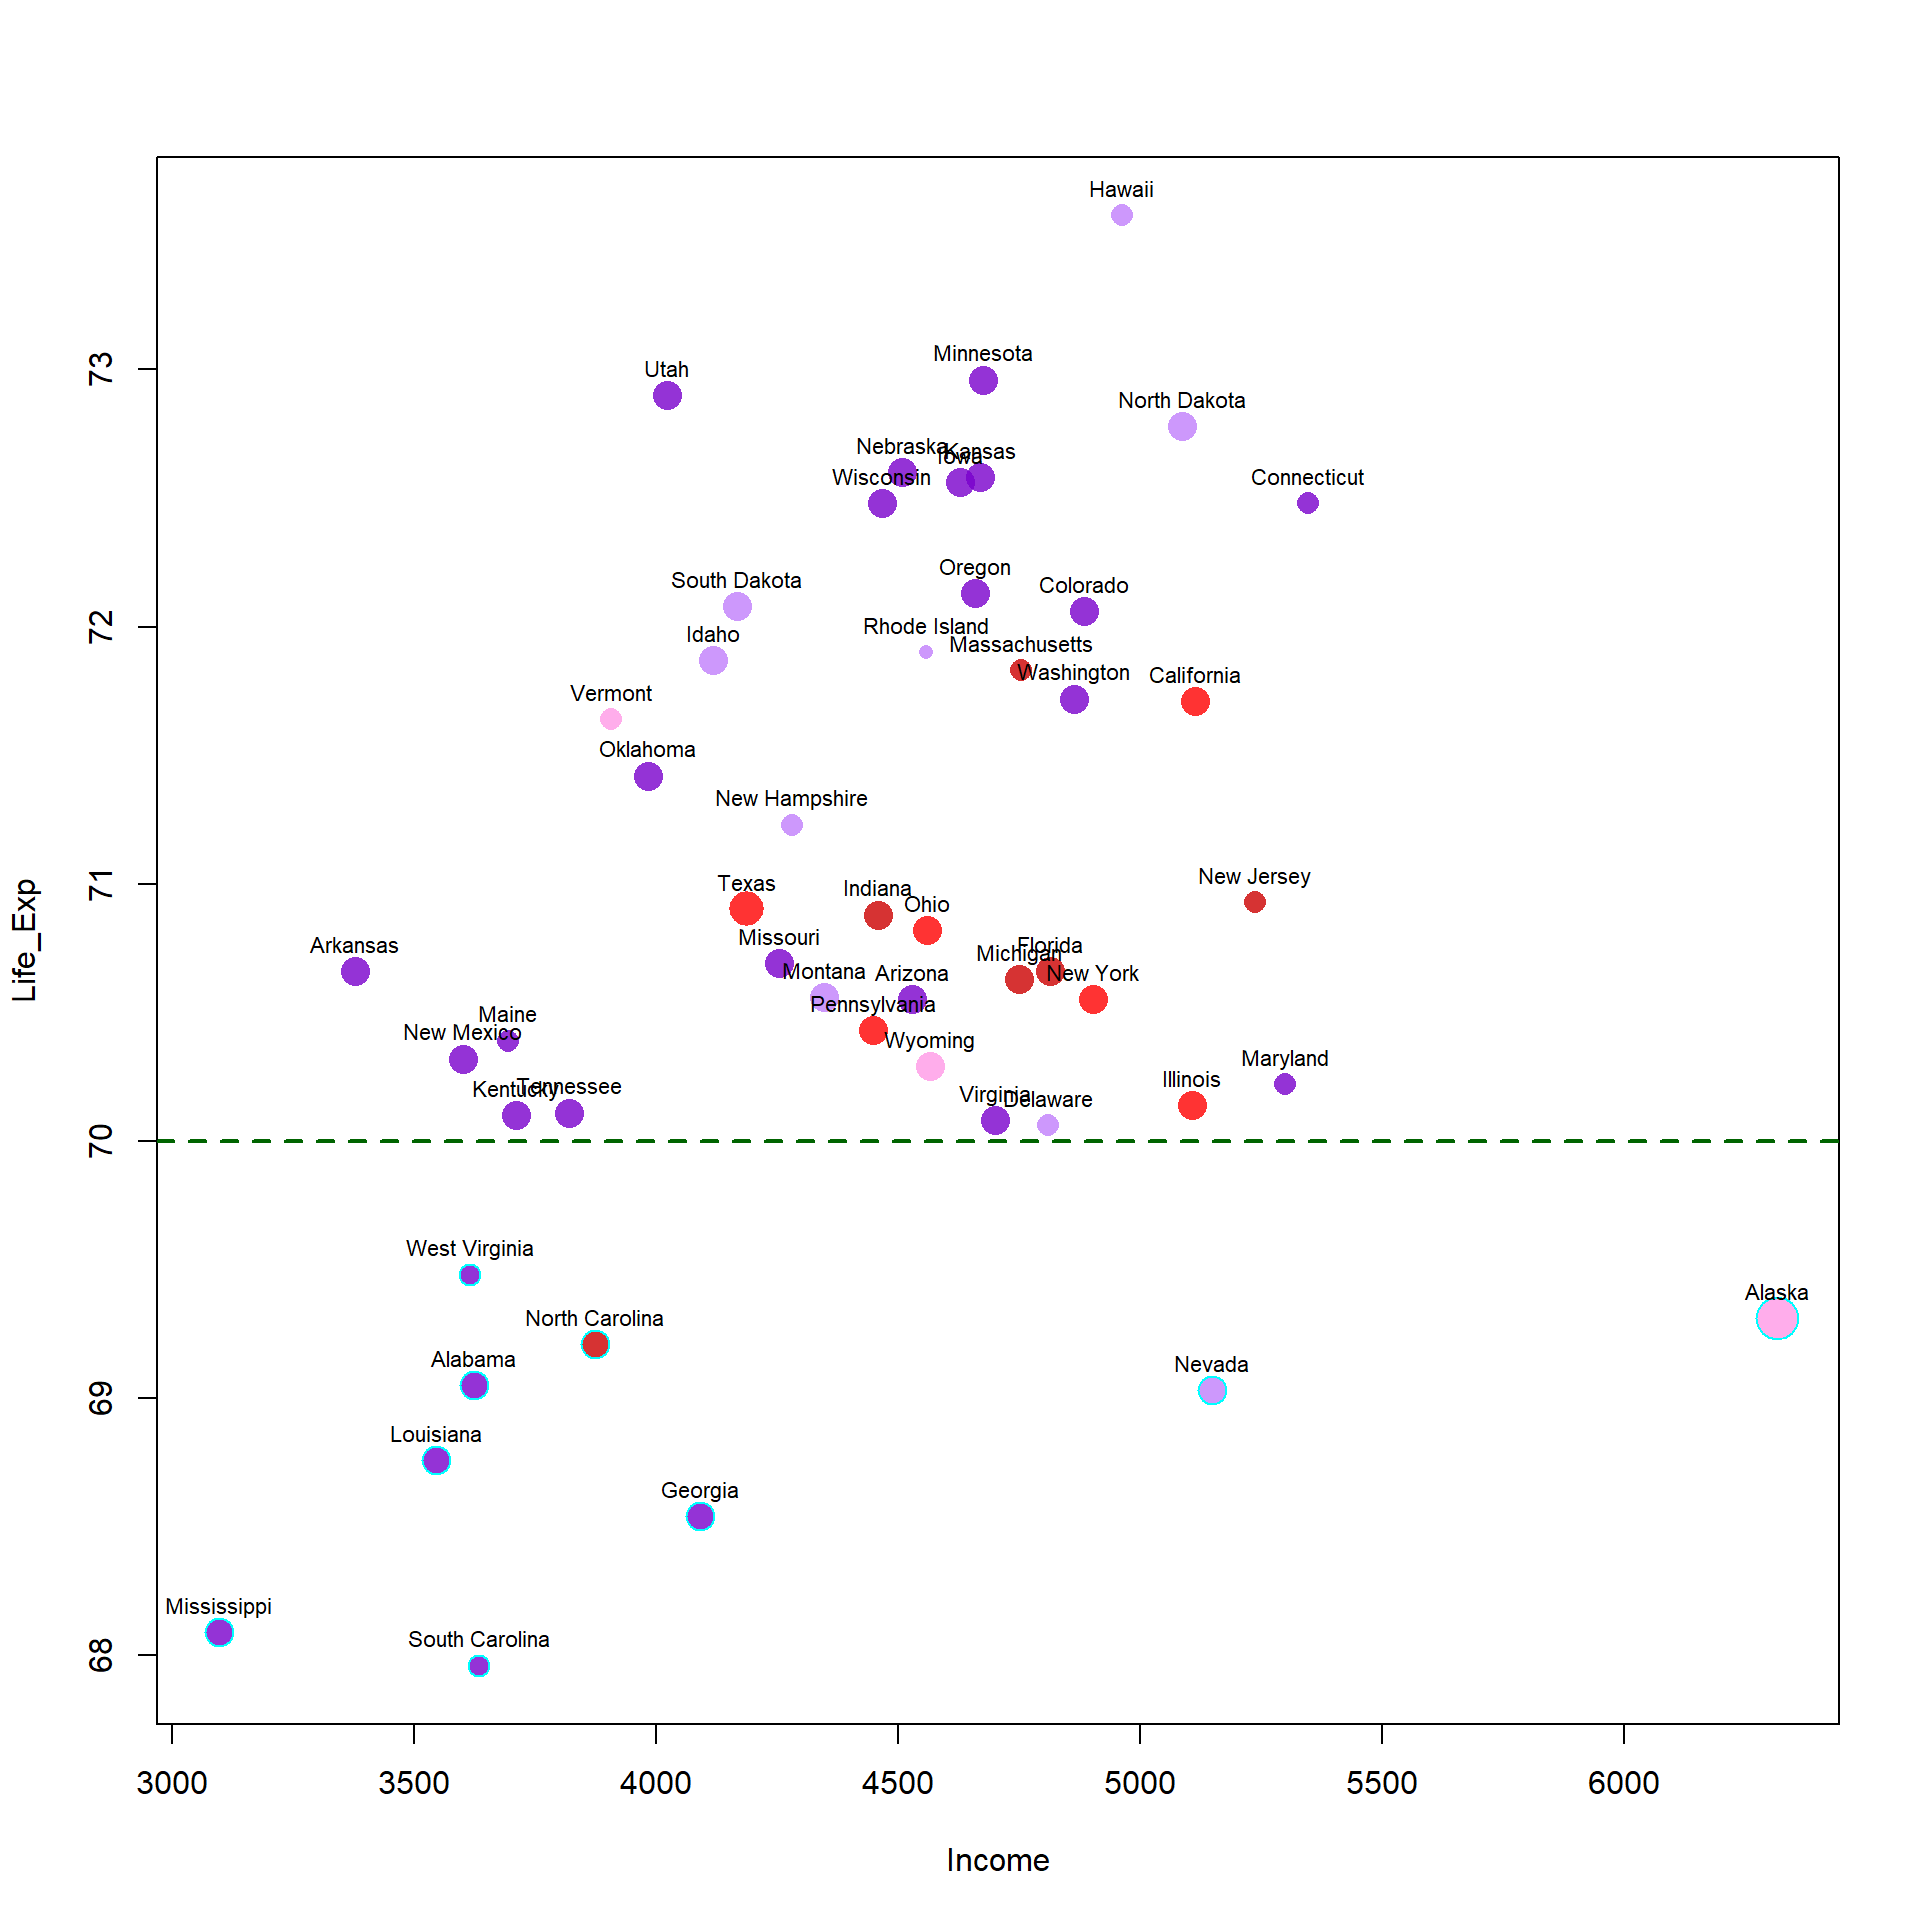 Hawaii
Minnesota
Utah
North Dakota
Nebraska
Kansas
Iowa
Wisconsin
Connecticut
Oregon
South Dakota
Colorado
Rhode Island
Idaho
Massachusetts
Washington
California
Vermont
Oklahoma
New Hampshire
New Jersey
Texas
Indiana
Ohio
Missouri
Arkansas
Florida
Michigan
Montana
Arizona
New York
Pennsylvania
Maine
New Mexico
Wyoming
Maryland
Illinois
Tennessee
Kentucky
Virginia
Delaware
West Virginia
Alaska
North Carolina
Alabama
Nevada
Louisiana
Georgia
Mississippi
South Carolina
73
72
71
70
69
68
Life_Exp
3000 3500 4000 4500 5000 5500 6000
Income